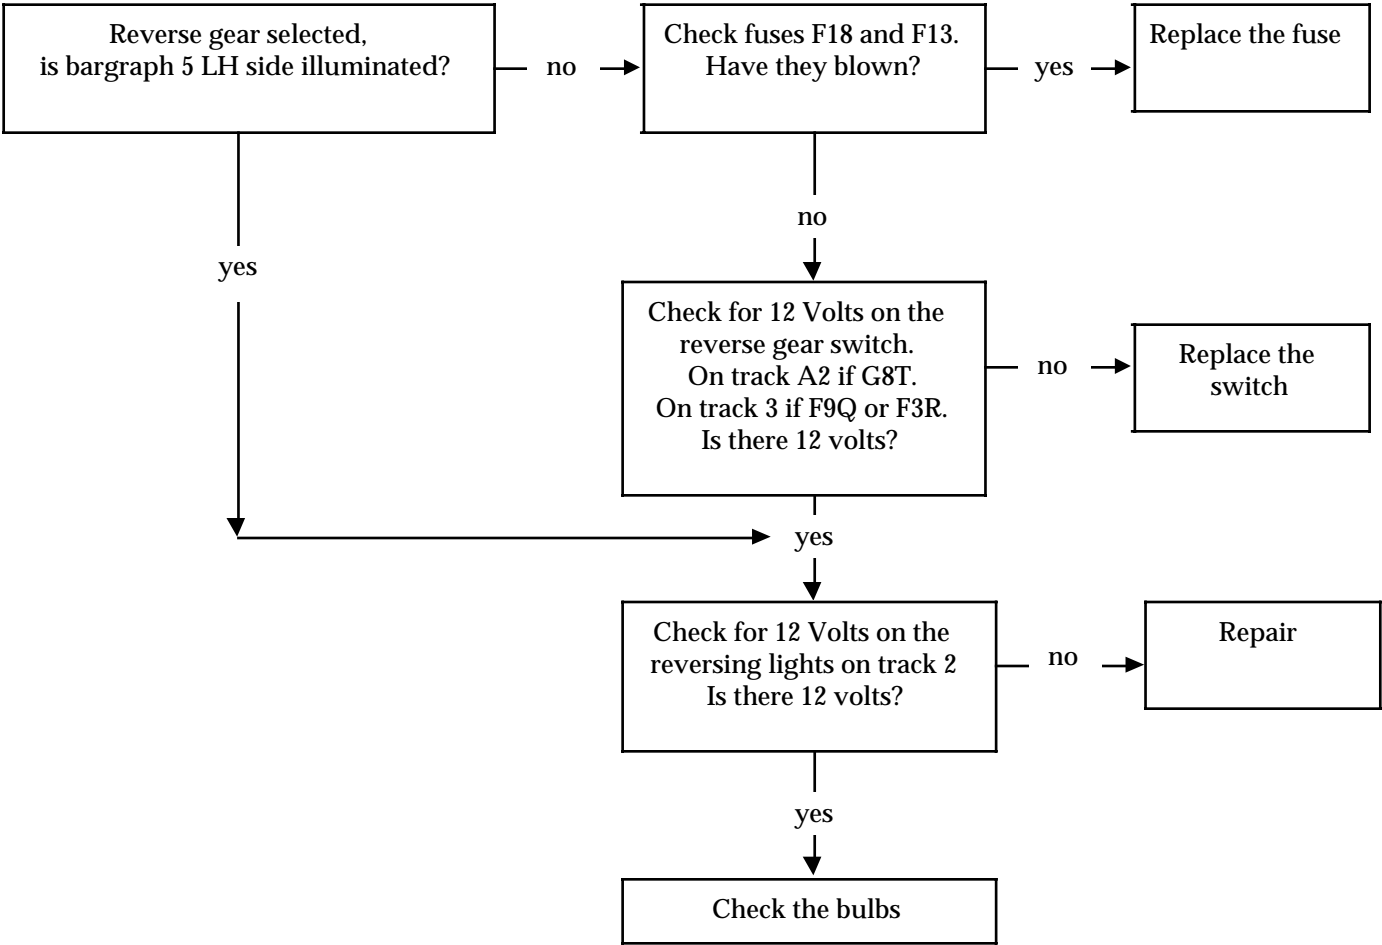 Reverse gear selected,
is bargraph 5 LH side illuminated?
no
Check fuses F18 and F13.
Have they blown?
yes
Replace the fuse
no
yes
Check for 12 Volts on the
reverse gear switch.
On track A2 if G8T.
On track 3 if F9Q or F3R.
Is there 12 volts?
no
Replace the
switch
yes
Check for 12 Volts on the
reversing lights on track 2
Is there 12 volts?
no
Repair
yes
Check the bulbs